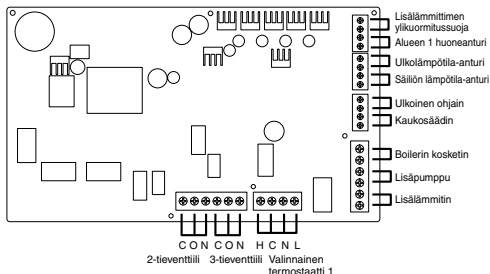 Lisälämmittimen
ylikuormitussuoja
Alueen 1 huoneanturi
Ulkolämpötila-anturi
Säiliön lämpötila-anturi
Ulkoinen ohjain
Kaukosäädin
Boilerin kosketin
Lisäpumppu
Lisälämmitin
C O N C O N H C N L
2-tieventtiili 3-tieventtiili Valinnainen
termostaatti 1